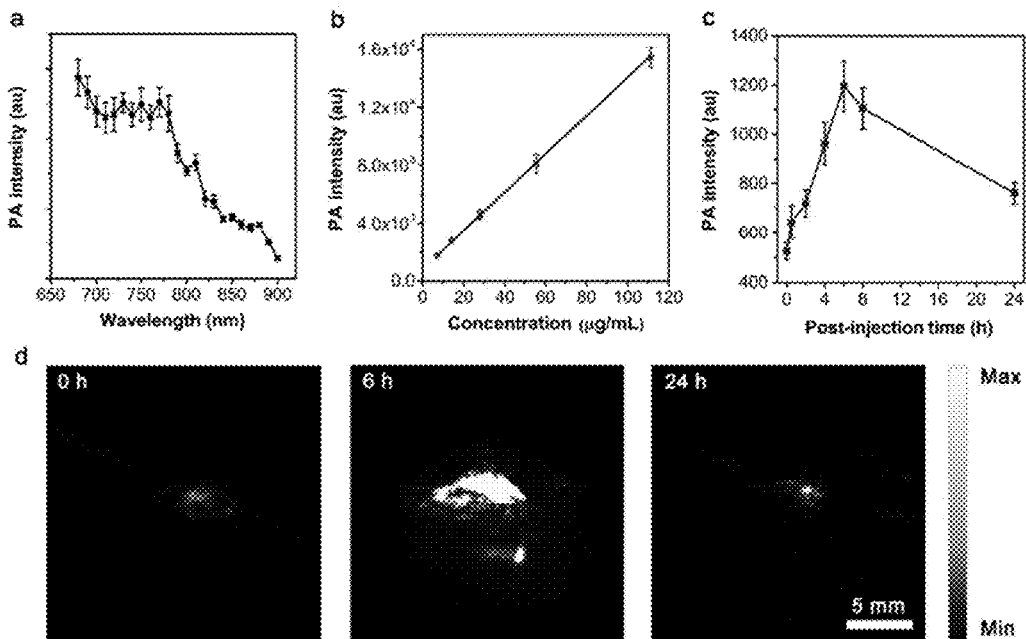 a
PA intensity (au)
650 700 750 800 850 900
Wavelength (nm)
b
PA intensity (au)
1.6x10⁴
1.2x10⁴
8.0x10³
4.0x10³
0.0
0 20 40 60 80 100 120
Concentration (µg/mL)
c
PA intensity (au)
1400
1200
1000
800
600
400
0 4 8 12 16 20 24
Post-injection time (h)
d
0 h
6 h
24 h
5 mm
Max
Min